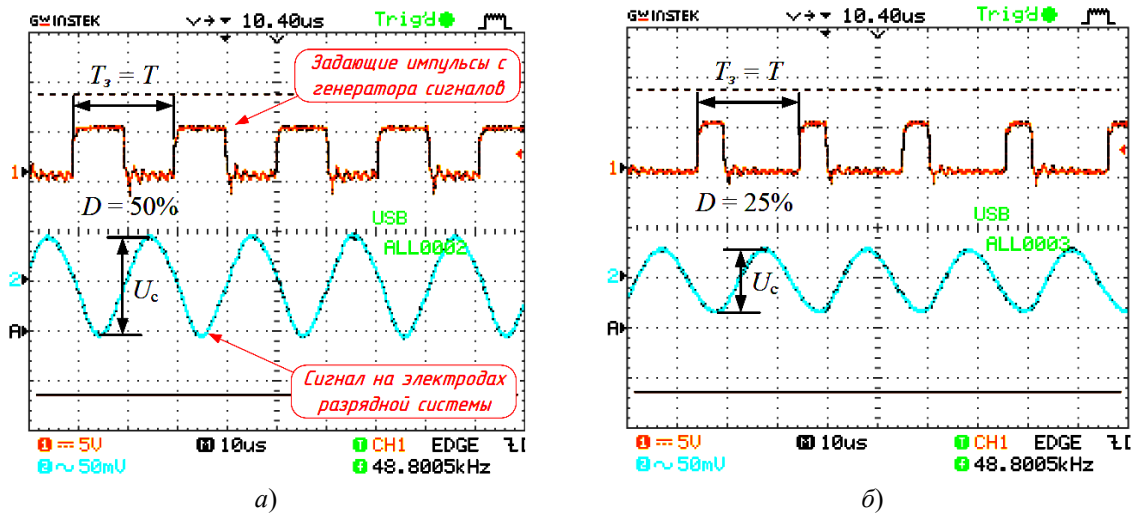 GW INSTEK 10.40us Trig'd
Задающие импульсы с
генератора сигналов
Tз = T
1
D = 50%
USB
ALL0002
2
Uс
A
Сигнал на электродах
разрядной системы
1 5V M 10us T CH1 EDGE
2 ~ 50mV f 48.8005kHz
а)
GW INSTEK 10.40us Trig'd
Tз = T
1
D = 25%
USB
ALL0003
2
Uс
A
1 5V M 10us T CH1 EDGE
2 ~ 50mV f 48.8005kHz
б)